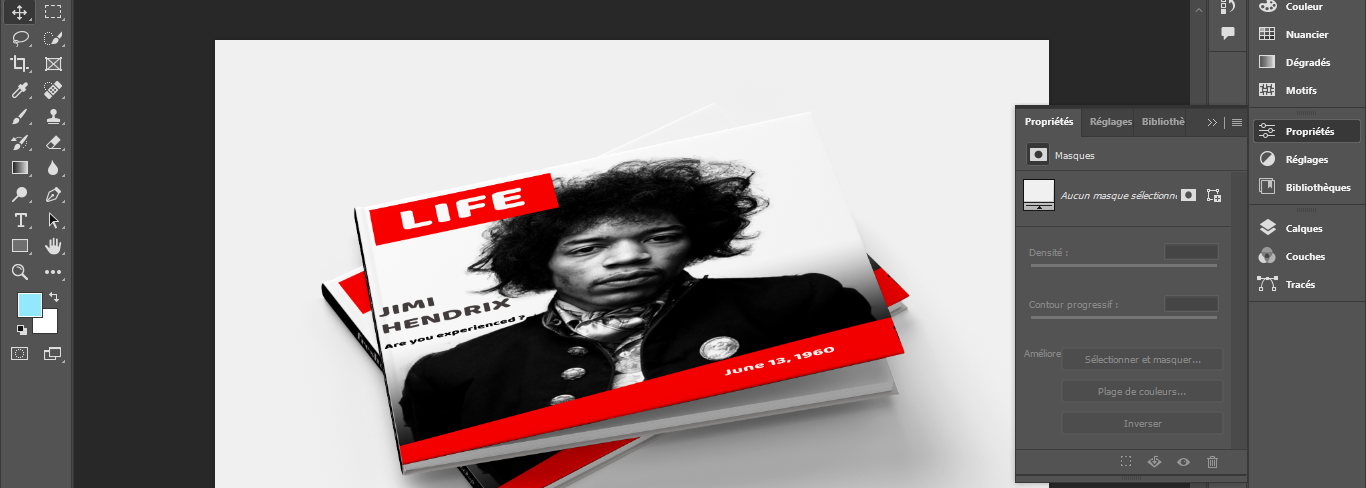 Couleur
Nuancier
Dégradés
Motifs
Propriétés
Réglages
Bibliothèques
Calques
Couches
Tracés
Propriétés Réglages Bibliothè
Masques
Aucun masque sélectionn
Densité :
Contour progressif :
Améliore
Sélectionner et masquer...
Plage de couleurs...
Inverser
LIFE
JIMI
HENDRIX
Are you experienced ?
June 13, 1960